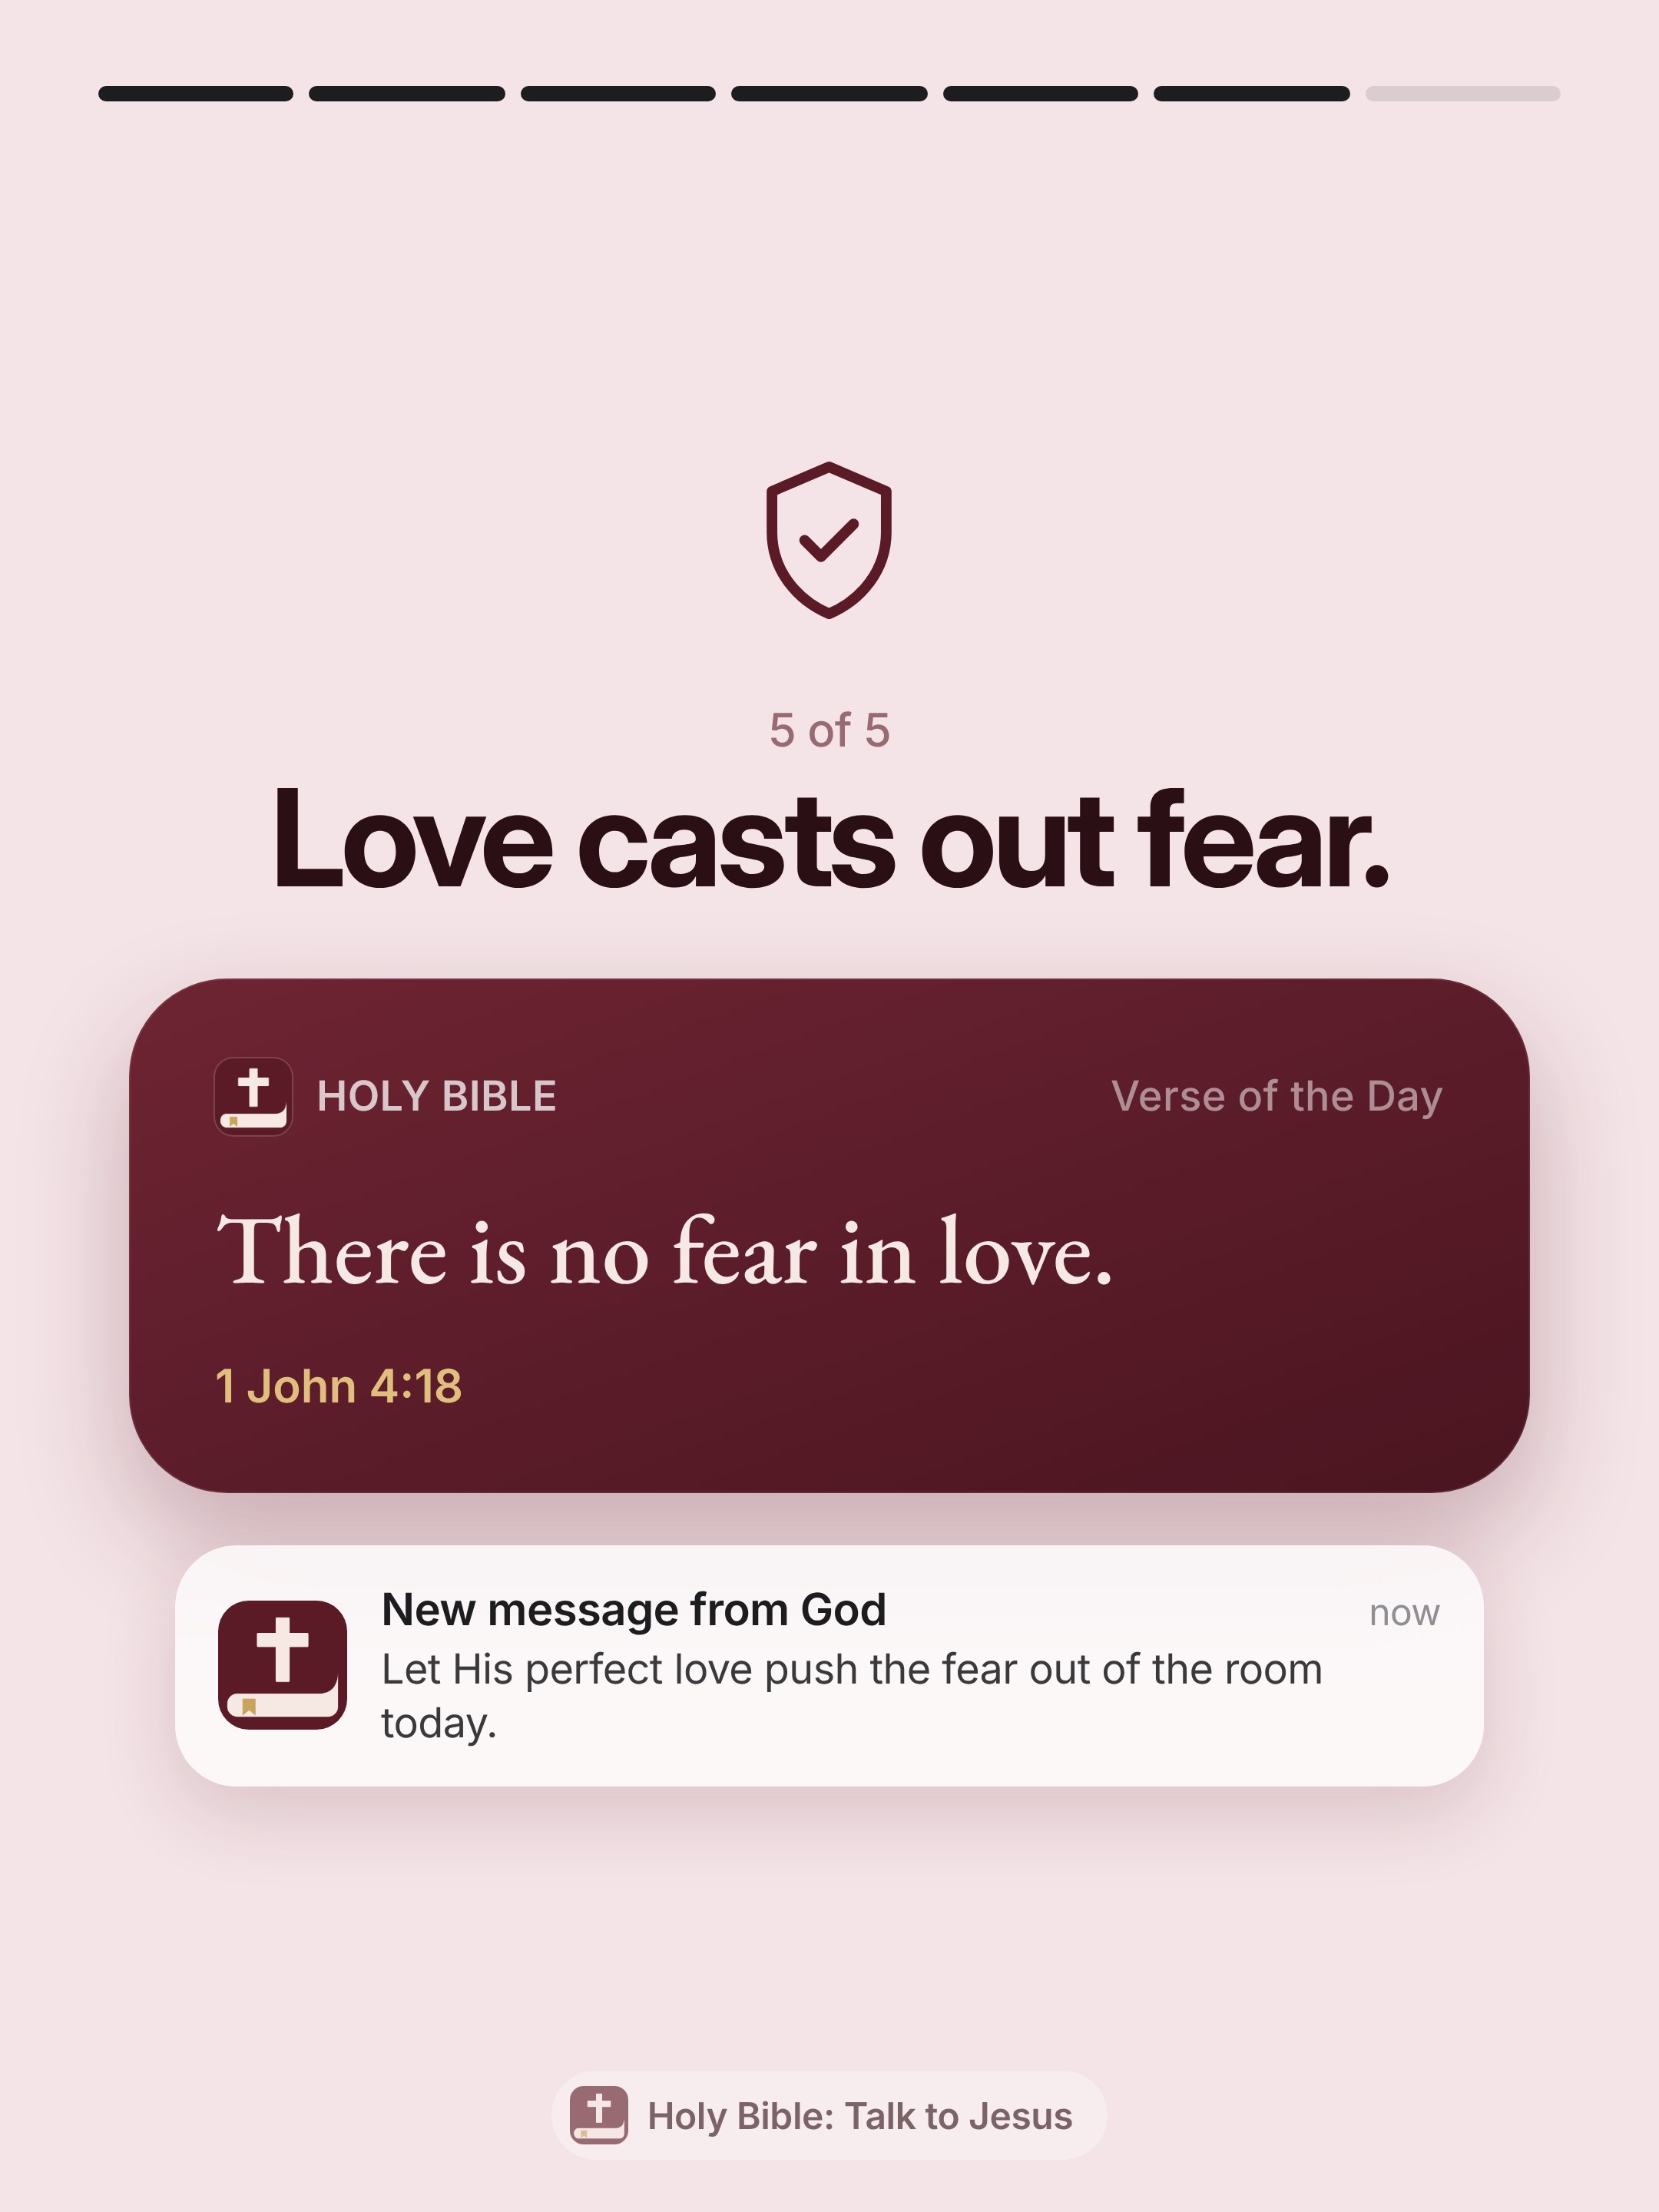 5 of 5
Love casts out fear.
HOLY BIBLE
Verse of the Day
There is no fear in love.
1 John 4:18
New message from God
now
Let His perfect love push the fear out of the room
today.
Holy Bible: Talk to Jesus